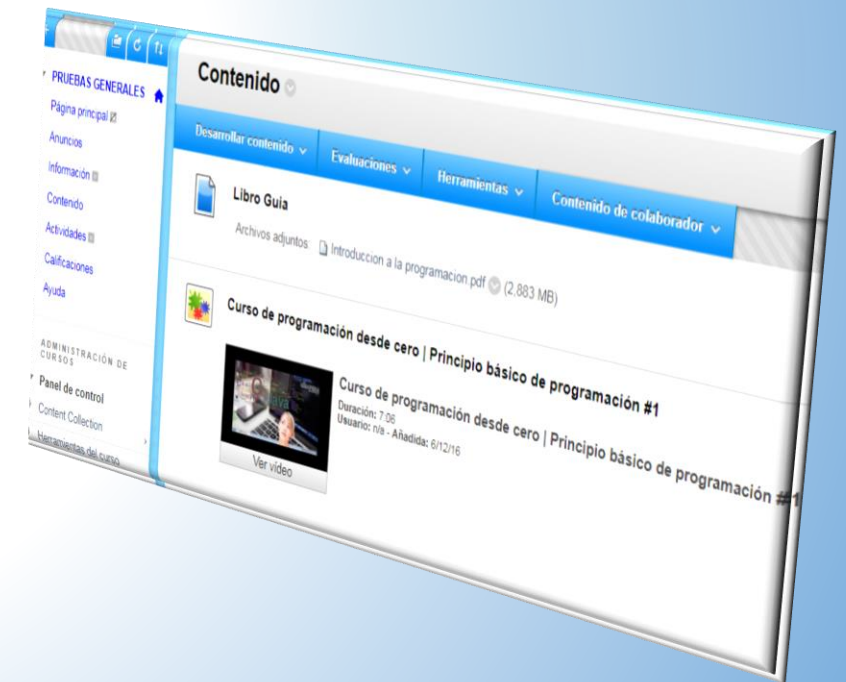 PRUEBAS GENERALES
Página principal
Anuncios
Información
Contenido
Actividades
Calificaciones
Ayuda
ADMINISTRACIÓN DE
CURSOS
Panel de control
Content Collection
Herramientas del curso
Contenido
Desarrollar contenido
Evaluaciones
Herramientas
Contenido de colaborador
Libro Guia
Archivos adjuntos: Introduccion a la programacion.pdf (2,883 MB)
Curso de programación desde cero | Principio básico de programación #1
Curso de programación desde cero | Principio básico de programación #1
Duración: 7:06
Usuario: n/a - Añadida: 6/12/16
Ver vídeo